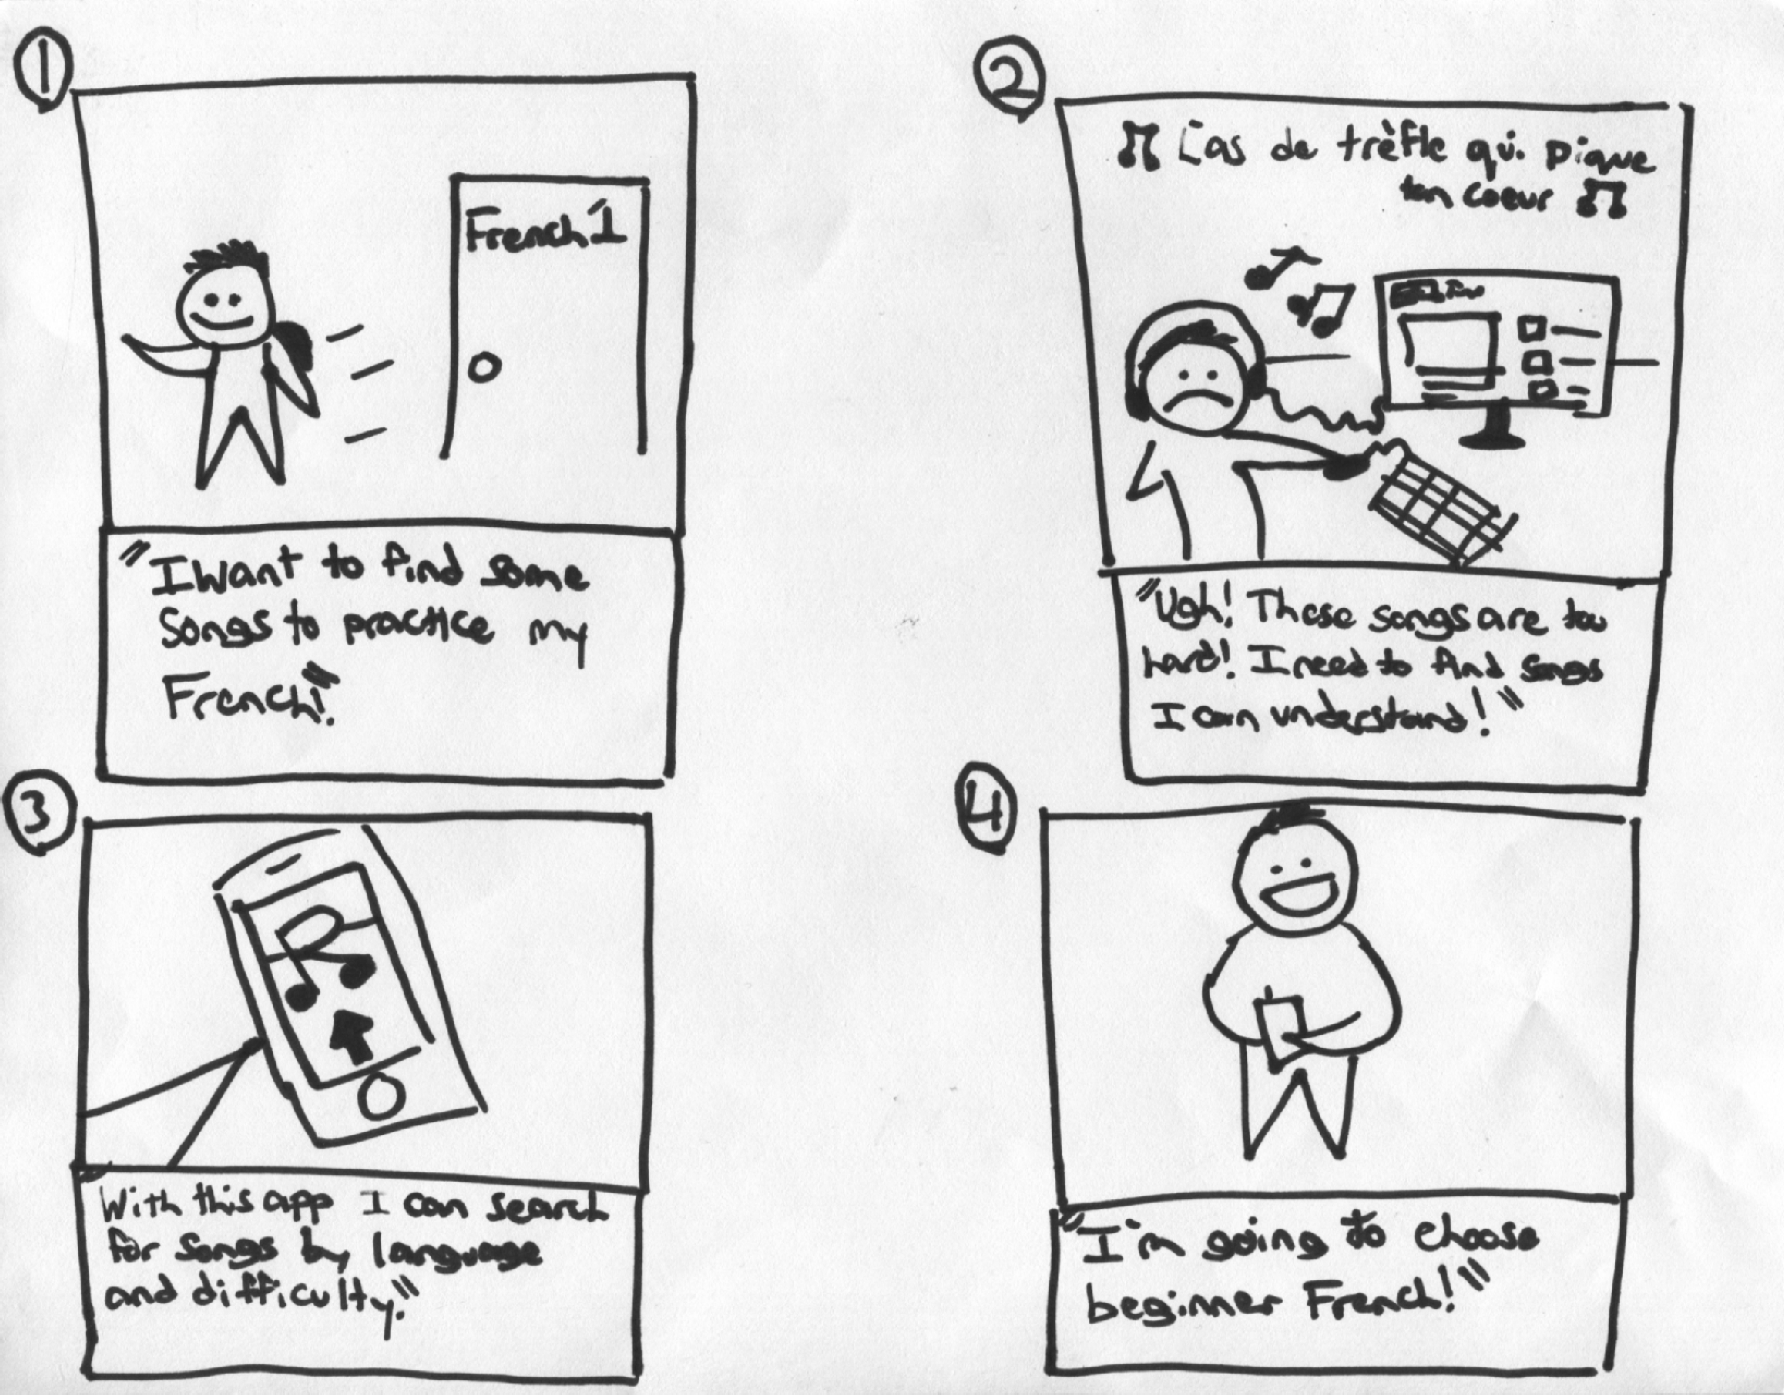 1
French 1
"I want to find some
songs to practice my
French!"
2
♫ L'as de trèfle qui pique
ton coeur ♫
"Ugh! These songs are too
hard! I need to find songs
I can understand!"
3
"With this app I can search
for songs by language
and difficulty."
4
"I'm going to choose
beginner French!"